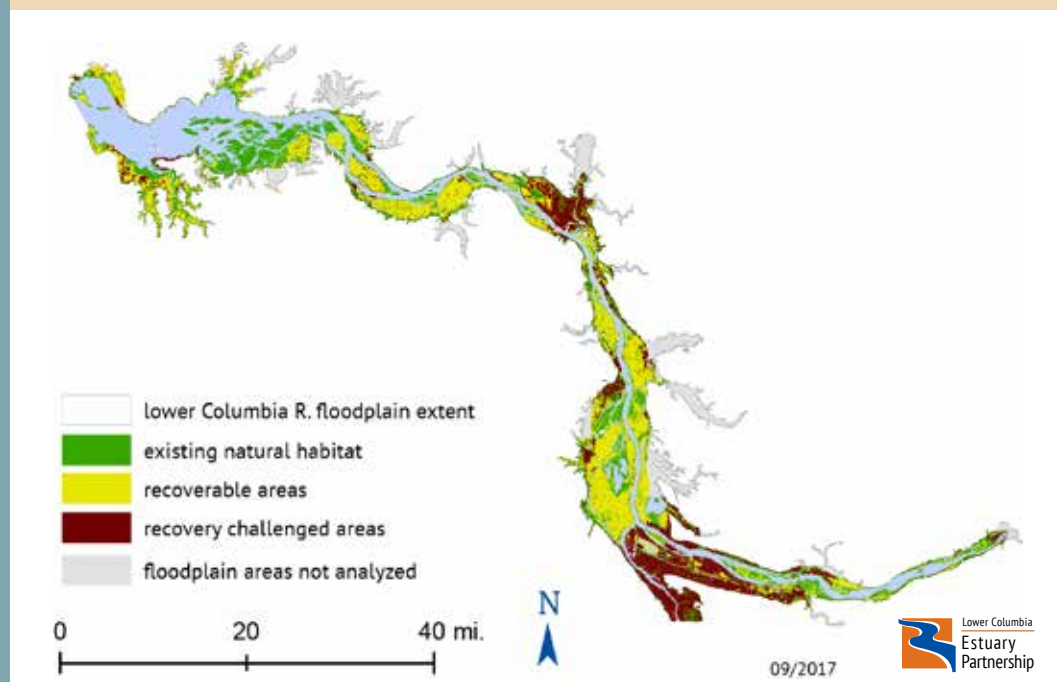 lower Columbia R. floodplain extent
existing natural habitat
recoverable areas
recovery challenged areas
floodplain areas not analyzed
0 20 40 mi.
N
09/2017
Lower Columbia
Estuary
Partnership